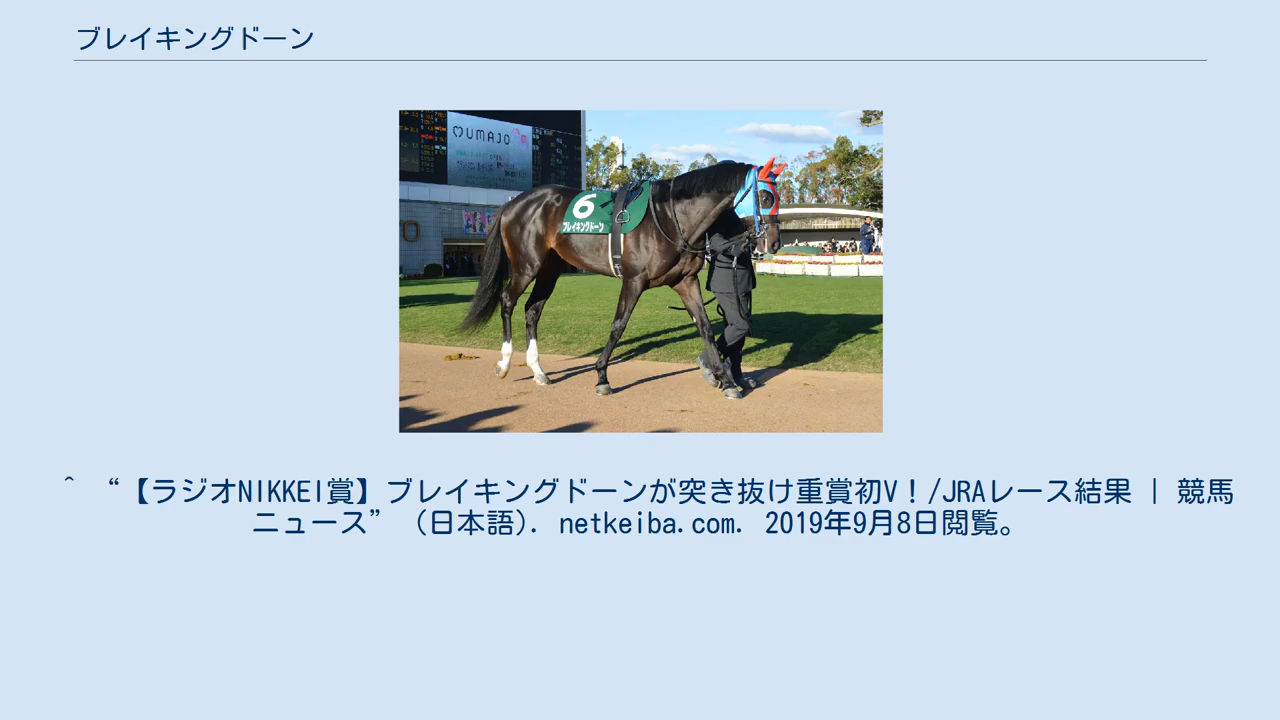 ブレイキングドーン
UMAJO
6
ブレイキングドーン
^ “【ラジオNIKKEI賞】ブレイキングドーンが突き抜け重賞初V！/JRAレース結果 | 競馬
ニュース” (日本語). netkeiba.com. 2019年9月8日閲覧。